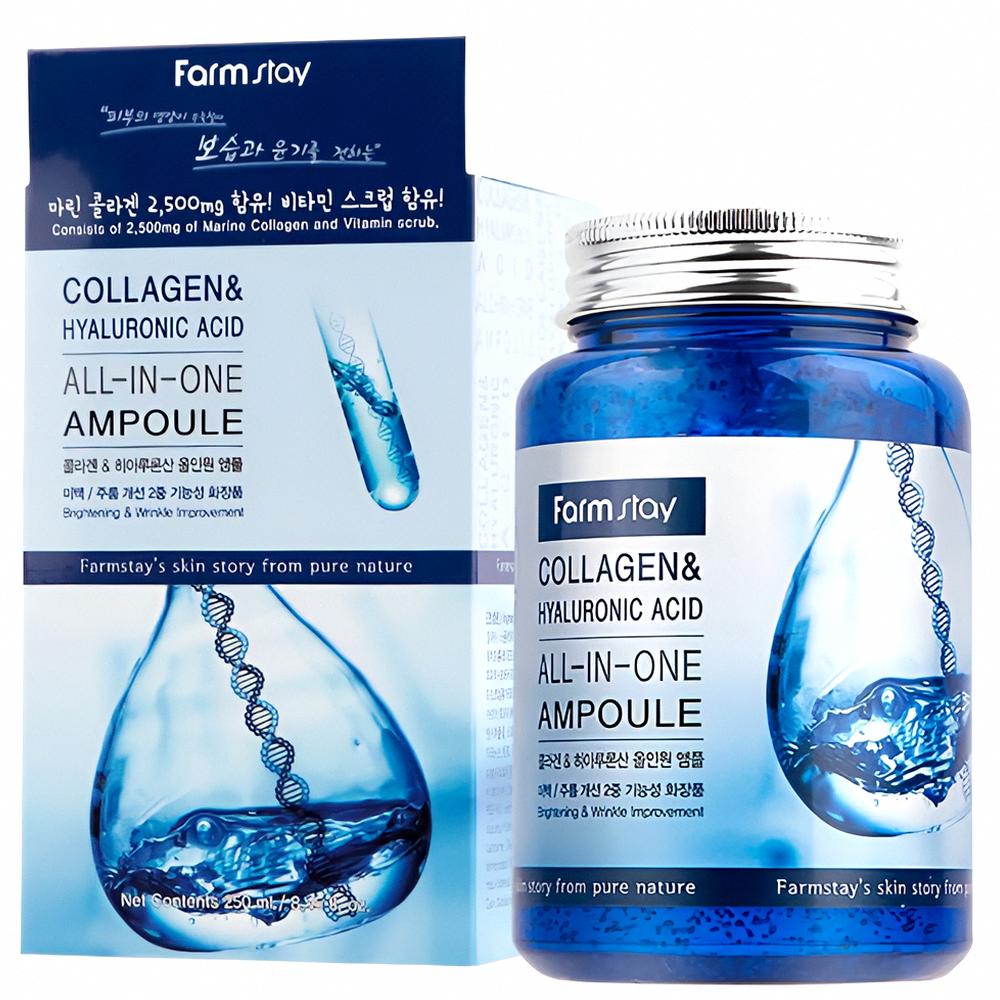 Farmstay
"피부의
보습과 윤기를 전하는"
마린 콜라겐 2,500mg 함유! 비타민 스크럽 함유!
Consists of 2,500mg of Marine Collagen and Vitamin scrub.
COLLAGEN&
HYALURONIC ACID
ALL-IN-ONE
AMPOULE
콜라겐 & 히아루론산 올인원 앰플
미백 / 주름 개선 2중 기능성 화장품
Brightening & Wrinkle Improvement
Farmstay's skin story from pure nature
Net Contents 250 ml /
Farmstay
COLLAGEN&
HYALURONIC ACID
ALL-IN-ONE
AMPOULE
콜라겐 & 히아루론산 올인원 앰플
미백 / 주름 개선 2중 기능성 화장품
Brightening & Wrinkle Improvement
story from pure nature
Farmstay's skin story from